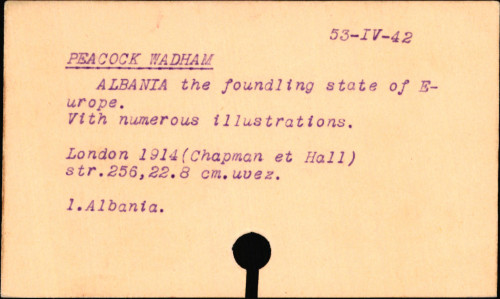 53-IV-42
PEACOCK WADHAM
ALBANIA the foundling state of E-
urope.
Vith numerous illustrations.
London 1914(Chapman et Hall)
str.256,22.8 cm.uvez.
1.Albania.